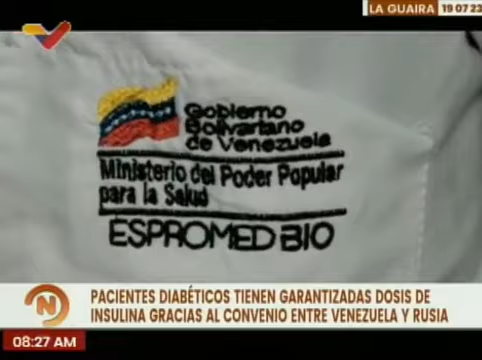 LA GUAIRA
19 07 23
Gobierno
Bolivariano
de Venezuela
Ministerio del Poder Popular
para la Salud
ESPROMED BIO
N
PACIENTES DIABÉTICOS TIENEN GARANTIZADAS DOSIS DE
INSULINA GRACIAS AL CONVENIO ENTRE VENEZUELA Y RUSIA
08:27 AM